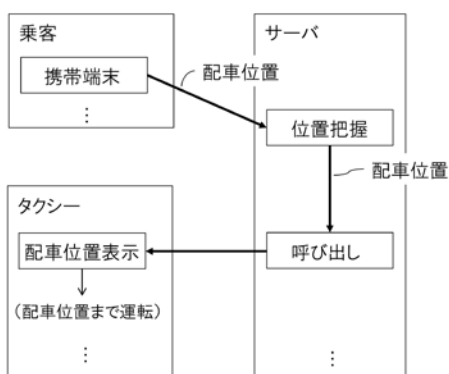 乗客
携帯端末
⋮
配車位置
サーバ
位置把握
配車位置
呼び出し
⋮
タクシー
配車位置表示
(配車位置まで運転)
⋮